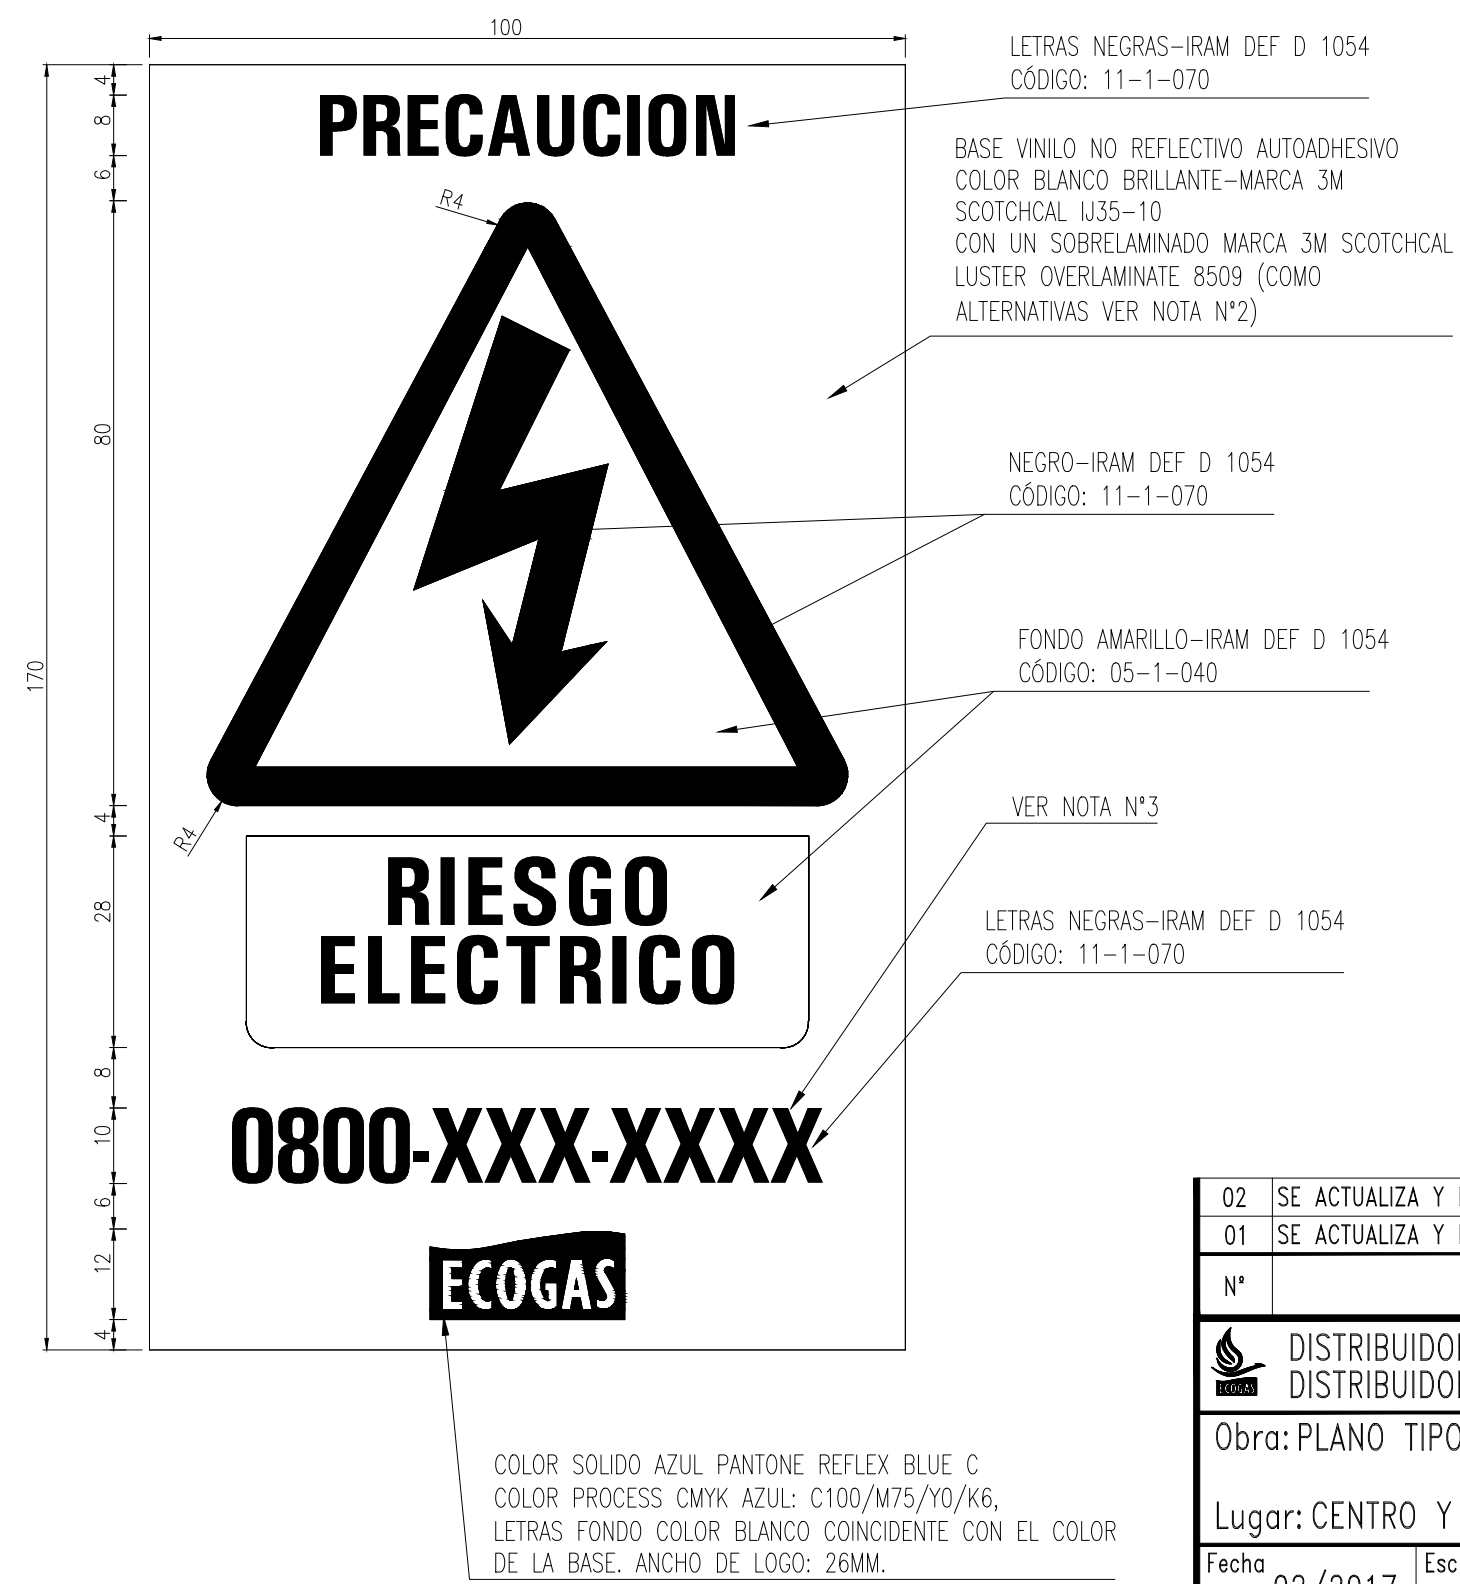 100
LETRAS NEGRAS-IRAM DEF D 1054
CÓDIGO: 11-1-070
4
8
6
PRECAUCION
BASE VINILO NO REFLECTIVO AUTOADHESIVO
COLOR BLANCO BRILLANTE-MARCA 3M
SCOTCHCAL IJ35-10
CON UN SOBRELAMINADO MARCA 3M SCOTCHCAL
LUSTER OVERLAMINATE 8509 (COMO
ALTERNATIVAS VER NOTA N°2)
R4
80
NEGRO-IRAM DEF D 1054
CÓDIGO: 11-1-070
FONDO AMARILLO-IRAM DEF D 1054
CÓDIGO: 05-1-040
170
VER NOTA N°3
4
R4
28
RIESGO
ELECTRICO
LETRAS NEGRAS-IRAM DEF D 1054
CÓDIGO: 11-1-070
8
10
0800-XXX-XXXX
6
12
4
ECOGAS
COLOR SOLIDO AZUL PANTONE REFLEX BLUE C
COLOR PROCESS CMYK AZUL: C100/M75/Y0/K6,
LETRAS FONDO COLOR BLANCO COINCIDENTE CON EL COLOR
DE LA BASE. ANCHO DE LOGO: 26MM.
02 SE ACTUALIZA Y
01 SE ACTUALIZA Y
N°
ECOGAS
DISTRIBUIDO
DISTRIBUIDO
Obra: PLANO TIPO
Lugar: CENTRO Y
Fecha 03/2017 Esc